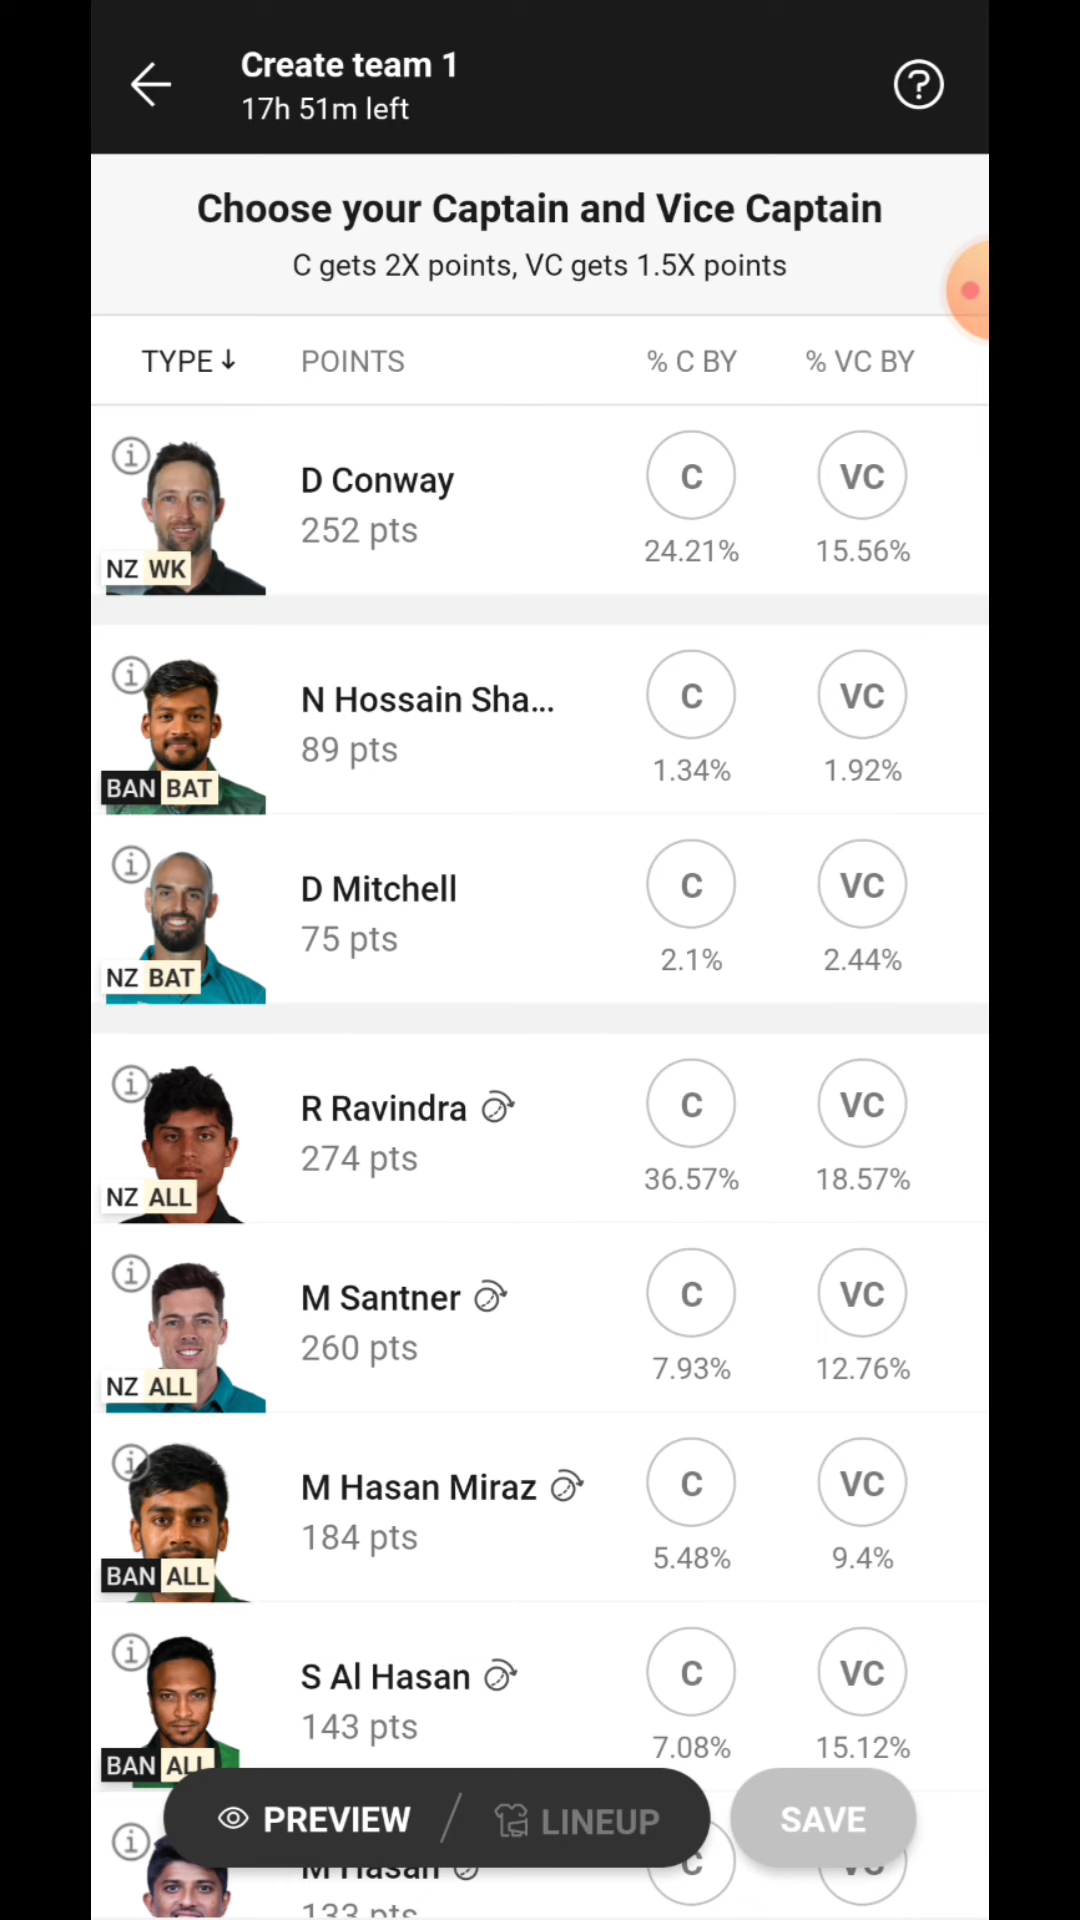 Create team 1
17h 51m left
Choose your Captain and Vice Captain
C gets 2X points, VC gets 1.5X points
TYPE POINTS % C BY % VC BY
D Conway
252 pts
NZ WK
C
24.21%
VC
15.56%
N Hossain Sha...
89 pts
BAN BAT
C
1.34%
VC
1.92%
D Mitchell
75 pts
NZ BAT
C
2.1%
VC
2.44%
R Ravindra
274 pts
NZ ALL
C
36.57%
VC
18.57%
M Santner
260 pts
NZ ALL
C
7.93%
VC
12.76%
M Hasan Miraz
184 pts
BAN ALL
C
5.48%
VC
9.4%
S Al Hasan
143 pts
BAN ALL
C
7.08%
VC
15.12%
PREVIEW / LINEUP
SAVE
M Hasan
133 pts
C
VC